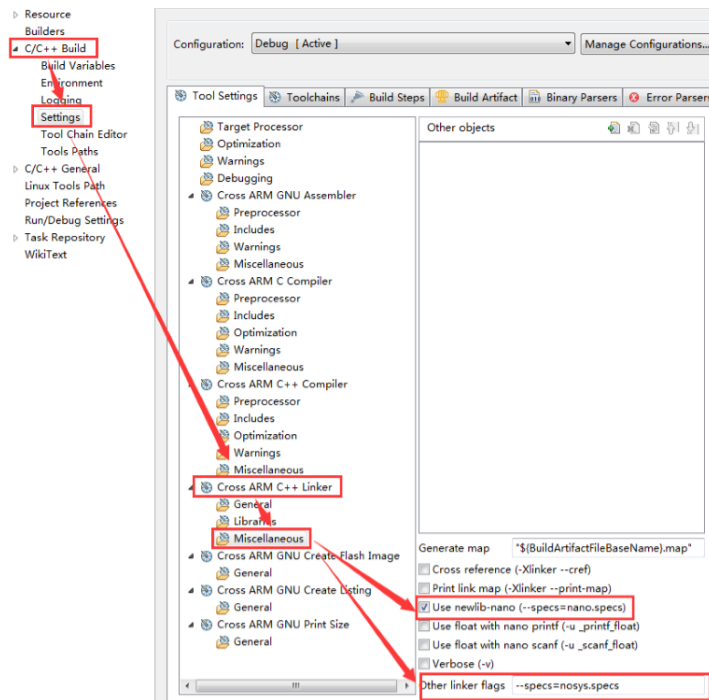 Resource
Builders
C/C++ Build
Build Variables
Environment
Logging
Settings
Tool Chain Editor
Tools Paths
C/C++ General
Linux Tools Path
Project References
Run/Debug Settings
Task Repository
WikiText
Configuration: Debug [ Active ] Manage Configurations...
Tool Settings Toolchains Build Steps Build Artifact Binary Parsers Error Parsers
Target Processor
Optimization
Warnings
Debugging
Cross ARM GNU Assembler
Preprocessor
Includes
Warnings
Miscellaneous
Cross ARM C Compiler
Preprocessor
Includes
Optimization
Warnings
Miscellaneous
Cross ARM C++ Compiler
Preprocessor
Includes
Optimization
Warnings
Miscellaneous
Cross ARM C++ Linker
General
Libraries
Miscellaneous
Cross ARM GNU Create Flash Image
General
Cross ARM GNU Create Listing
General
Cross ARM GNU Print Size
General
Other objects
Generate map "${BuildArtifactFileBaseName}.map"
Cross reference (-Xlinker --cref)
Print link map (-Xlinker --print-map)
Use newlib-nano (--specs=nano.specs)
Use float with nano printf (-u _printf_float)
Use float with nano scanf (-u _scanf_float)
Verbose (-v)
Other linker flags --specs=nosys.specs